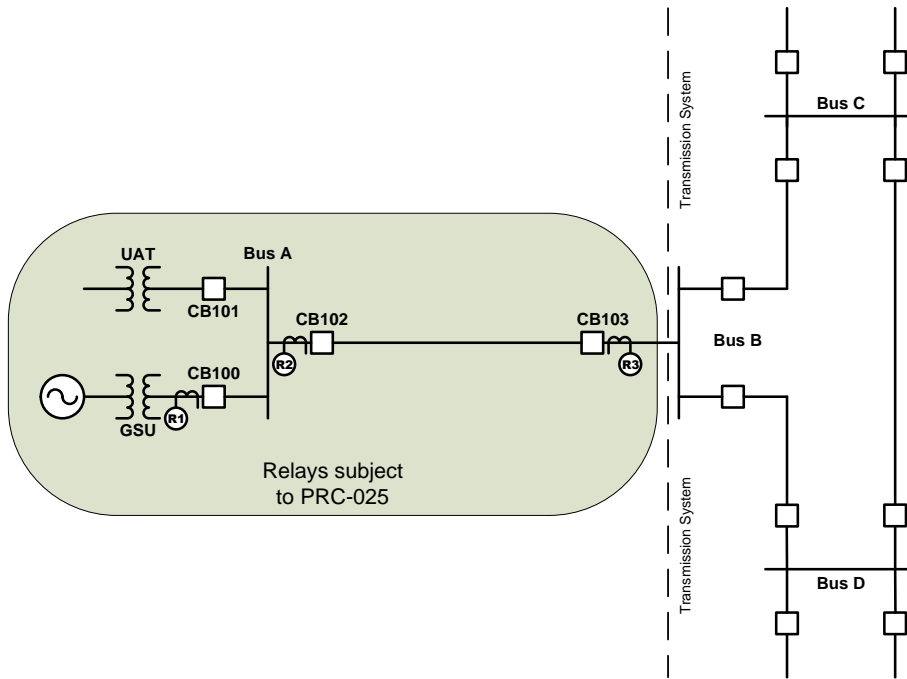 Transmission System
Bus C
UAT
Bus A
CB101
CB102
CB103
R2
R3
Bus B
CB100
R1
GSU
Relays subject
to PRC-025
Transmission System
Bus D